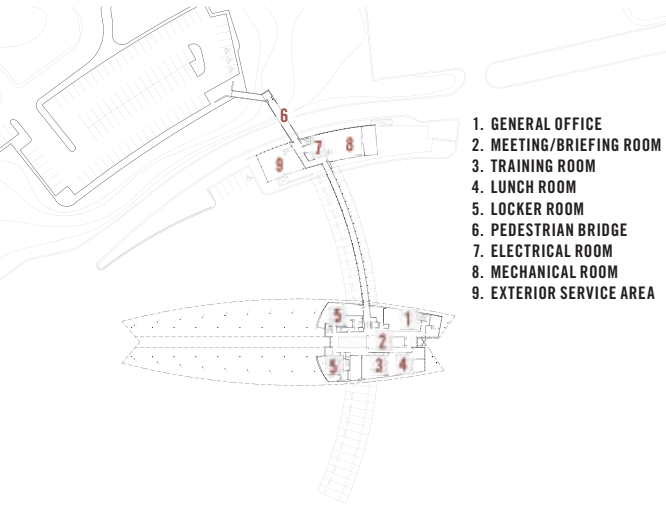 6
7
8
9
5
1
2
5
3
4
1. GENERAL OFFICE
2. MEETING/BRIEFING ROOM
3. TRAINING ROOM
4. LUNCH ROOM
5. LOCKER ROOM
6. PEDESTRIAN BRIDGE
7. ELECTRICAL ROOM
8. MECHANICAL ROOM
9. EXTERIOR SERVICE AREA